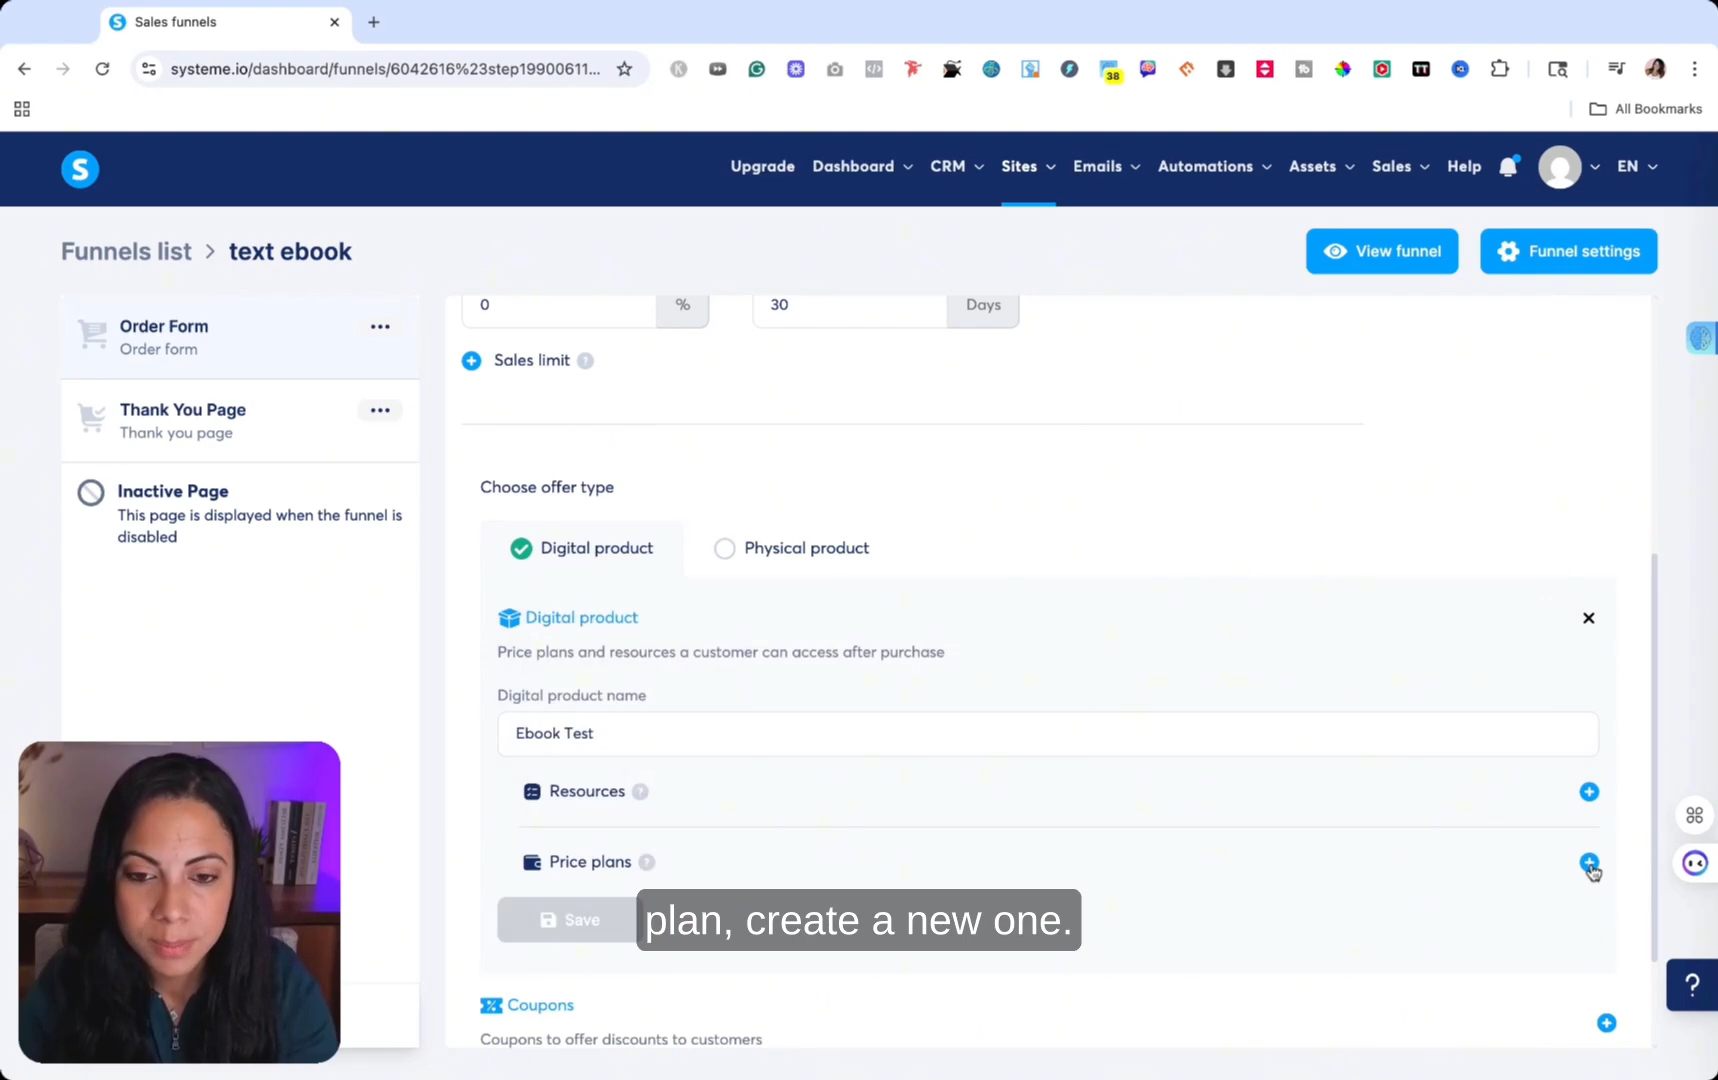 Sales funnels
systeme.io/dashboard/funnels/6042616%23step19900611...
38
TT
All Bookmarks
S
Upgrade
Dashboard
CRM
Sites
Emails
Automations
Assets
Sales
Help
EN
Funnels list > text ebook
View funnel
Funnel settings
Order Form
Order form
Thank You Page
Thank you page
Inactive Page
This page is displayed when the funnel is
disabled
0 %
30 Days
Sales limit ?
Choose offer type
Digital product
Physical product
Digital product
Price plans and resources a customer can access after purchase
Digital product name
Ebook Test
Resources ?
Price plans ?
Save
plan, create a new one.
Coupons
Coupons to offer discounts to customers
?